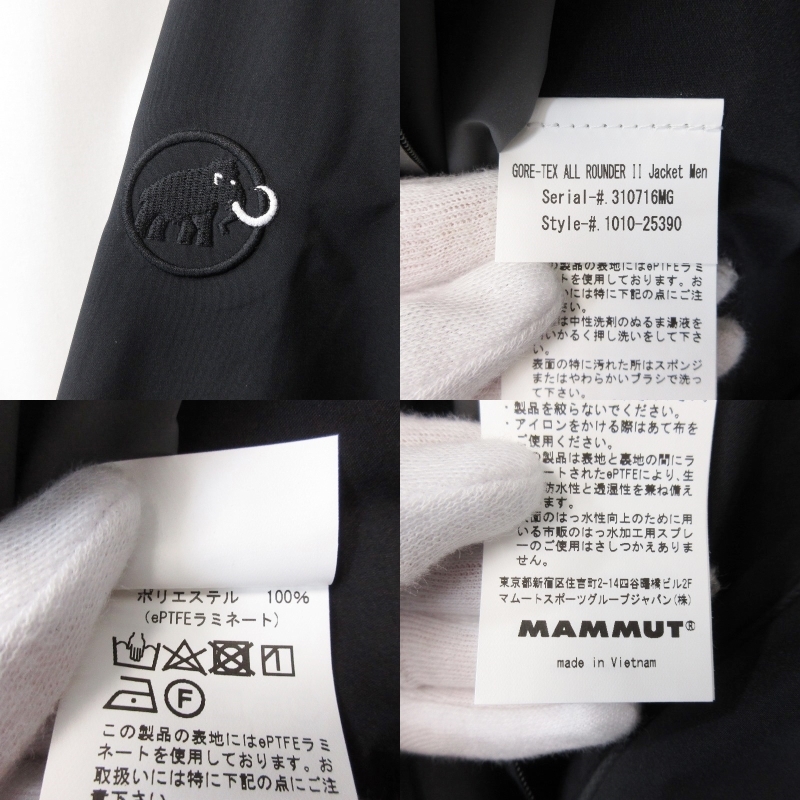 GORE-TEX ALL ROUNDER II Jacket Men
Serial-#.310716MG
Style-#.1010-25390
製品の表地にはePTFEラミ
トを使用しております。お
いには特に下記の点にご注
は中性洗剤のぬるま湯液を
いかるく押し洗いをして下さ
い。
表面の特に汚れた所はスポンジ
またはやわらかいブラシで洗っ
て下さい。
ポリエステル 100%
(ePTFEラミネート)
F
この製品の表地にはePTFEラミ
ネートを使用しております。お
取扱いには特に下記の点にご注
意下さい。
・製品を絞らないでください。
・アイロンをかける際はあて布を
ご使用ください。
製品は表地と裏地の間にラ
ートされたePTFEにより、生
防水性と透湿性を兼ね備え
ます。
表面のはっ水性向上のために用
いる市販のはっ水加工用スプレ
ーのご使用はさしつかえありま
せん。
東京都新宿区住吉町2-14四谷曙橋ビル2F
マムートスポーツグループジャパン(株)
MAMMUT®
made in Vietnam